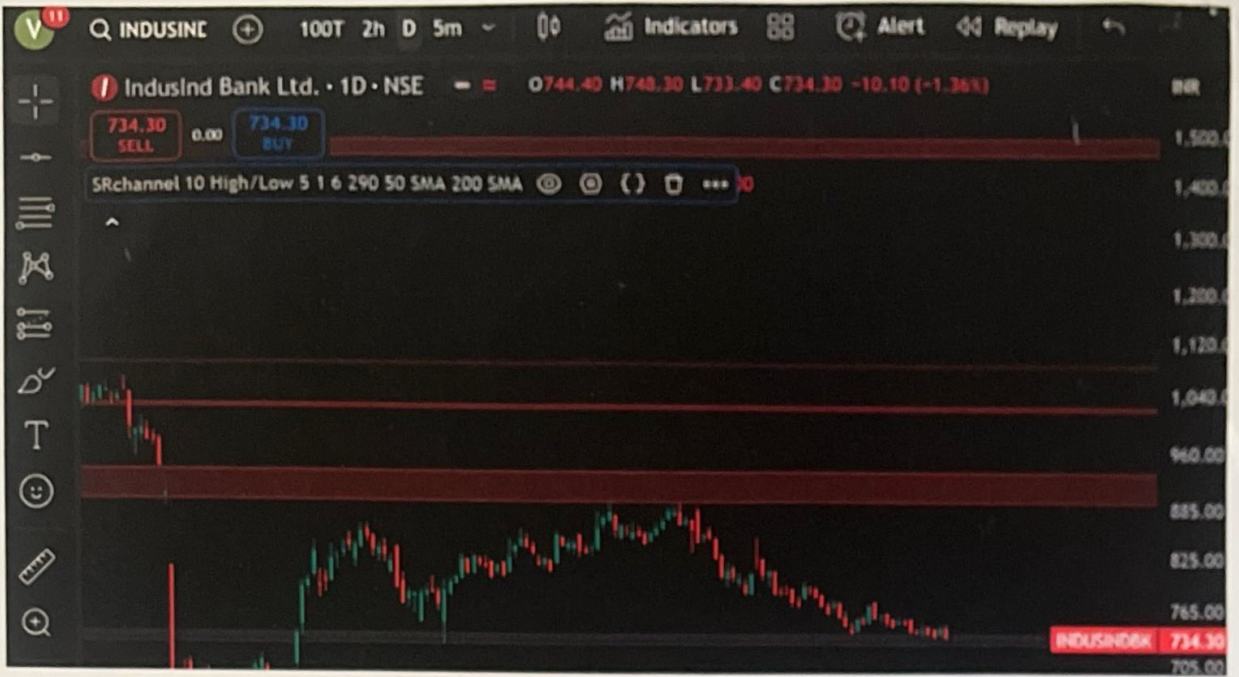 V 11 INDUSINE 100T 2h D 5m Indicators Alert Replay
IndusInd Bank Ltd. · 1D · NSE O744.40 H748.30 L733.40 C734.30 −10.10 (−1.36%) INR
734.30 SELL 0.00 734.30 BUY
1,500.0
SRchannel 10 High/Low 5 1 6 290 50 SMA 200 SMA
1,400.0
1,300.0
1,200.0
1,120.0
1,040.0
960.00
885.00
825.00
765.00
INDUSINDBK 734.30
705.00